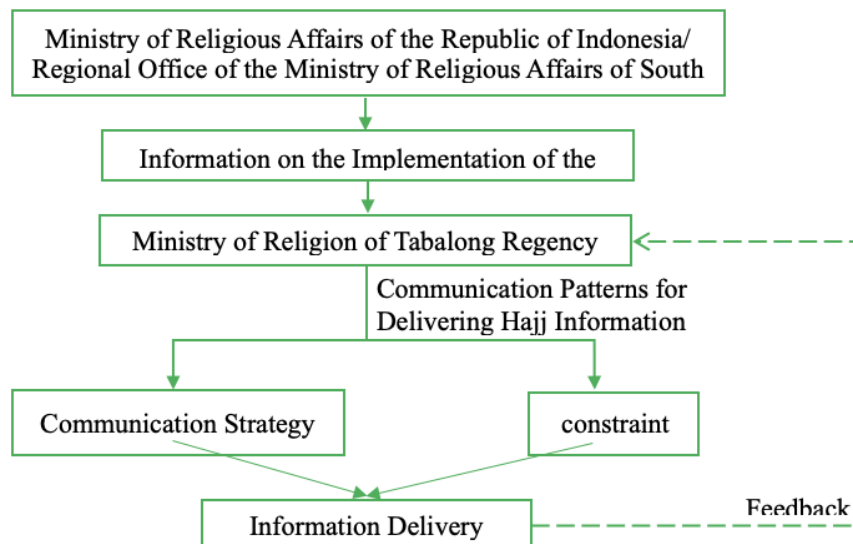 Ministry of Religious Affairs of the Republic of Indonesia/
Regional Office of the Ministry of Religious Affairs of South
Information on the Implementation of the
Ministry of Religion of Tabalong Regency
Communication Patterns for
Delivering Hajj Information
Communication Strategy
constraint
Feedback
Information Delivery